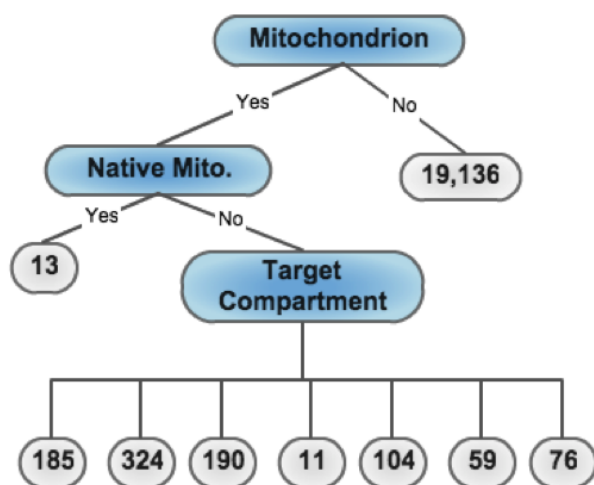 Mitochondrion
Yes
No
Native Mito.
19,136
Yes
No
13
Target
Compartment
185 324 190 11 104 59 76